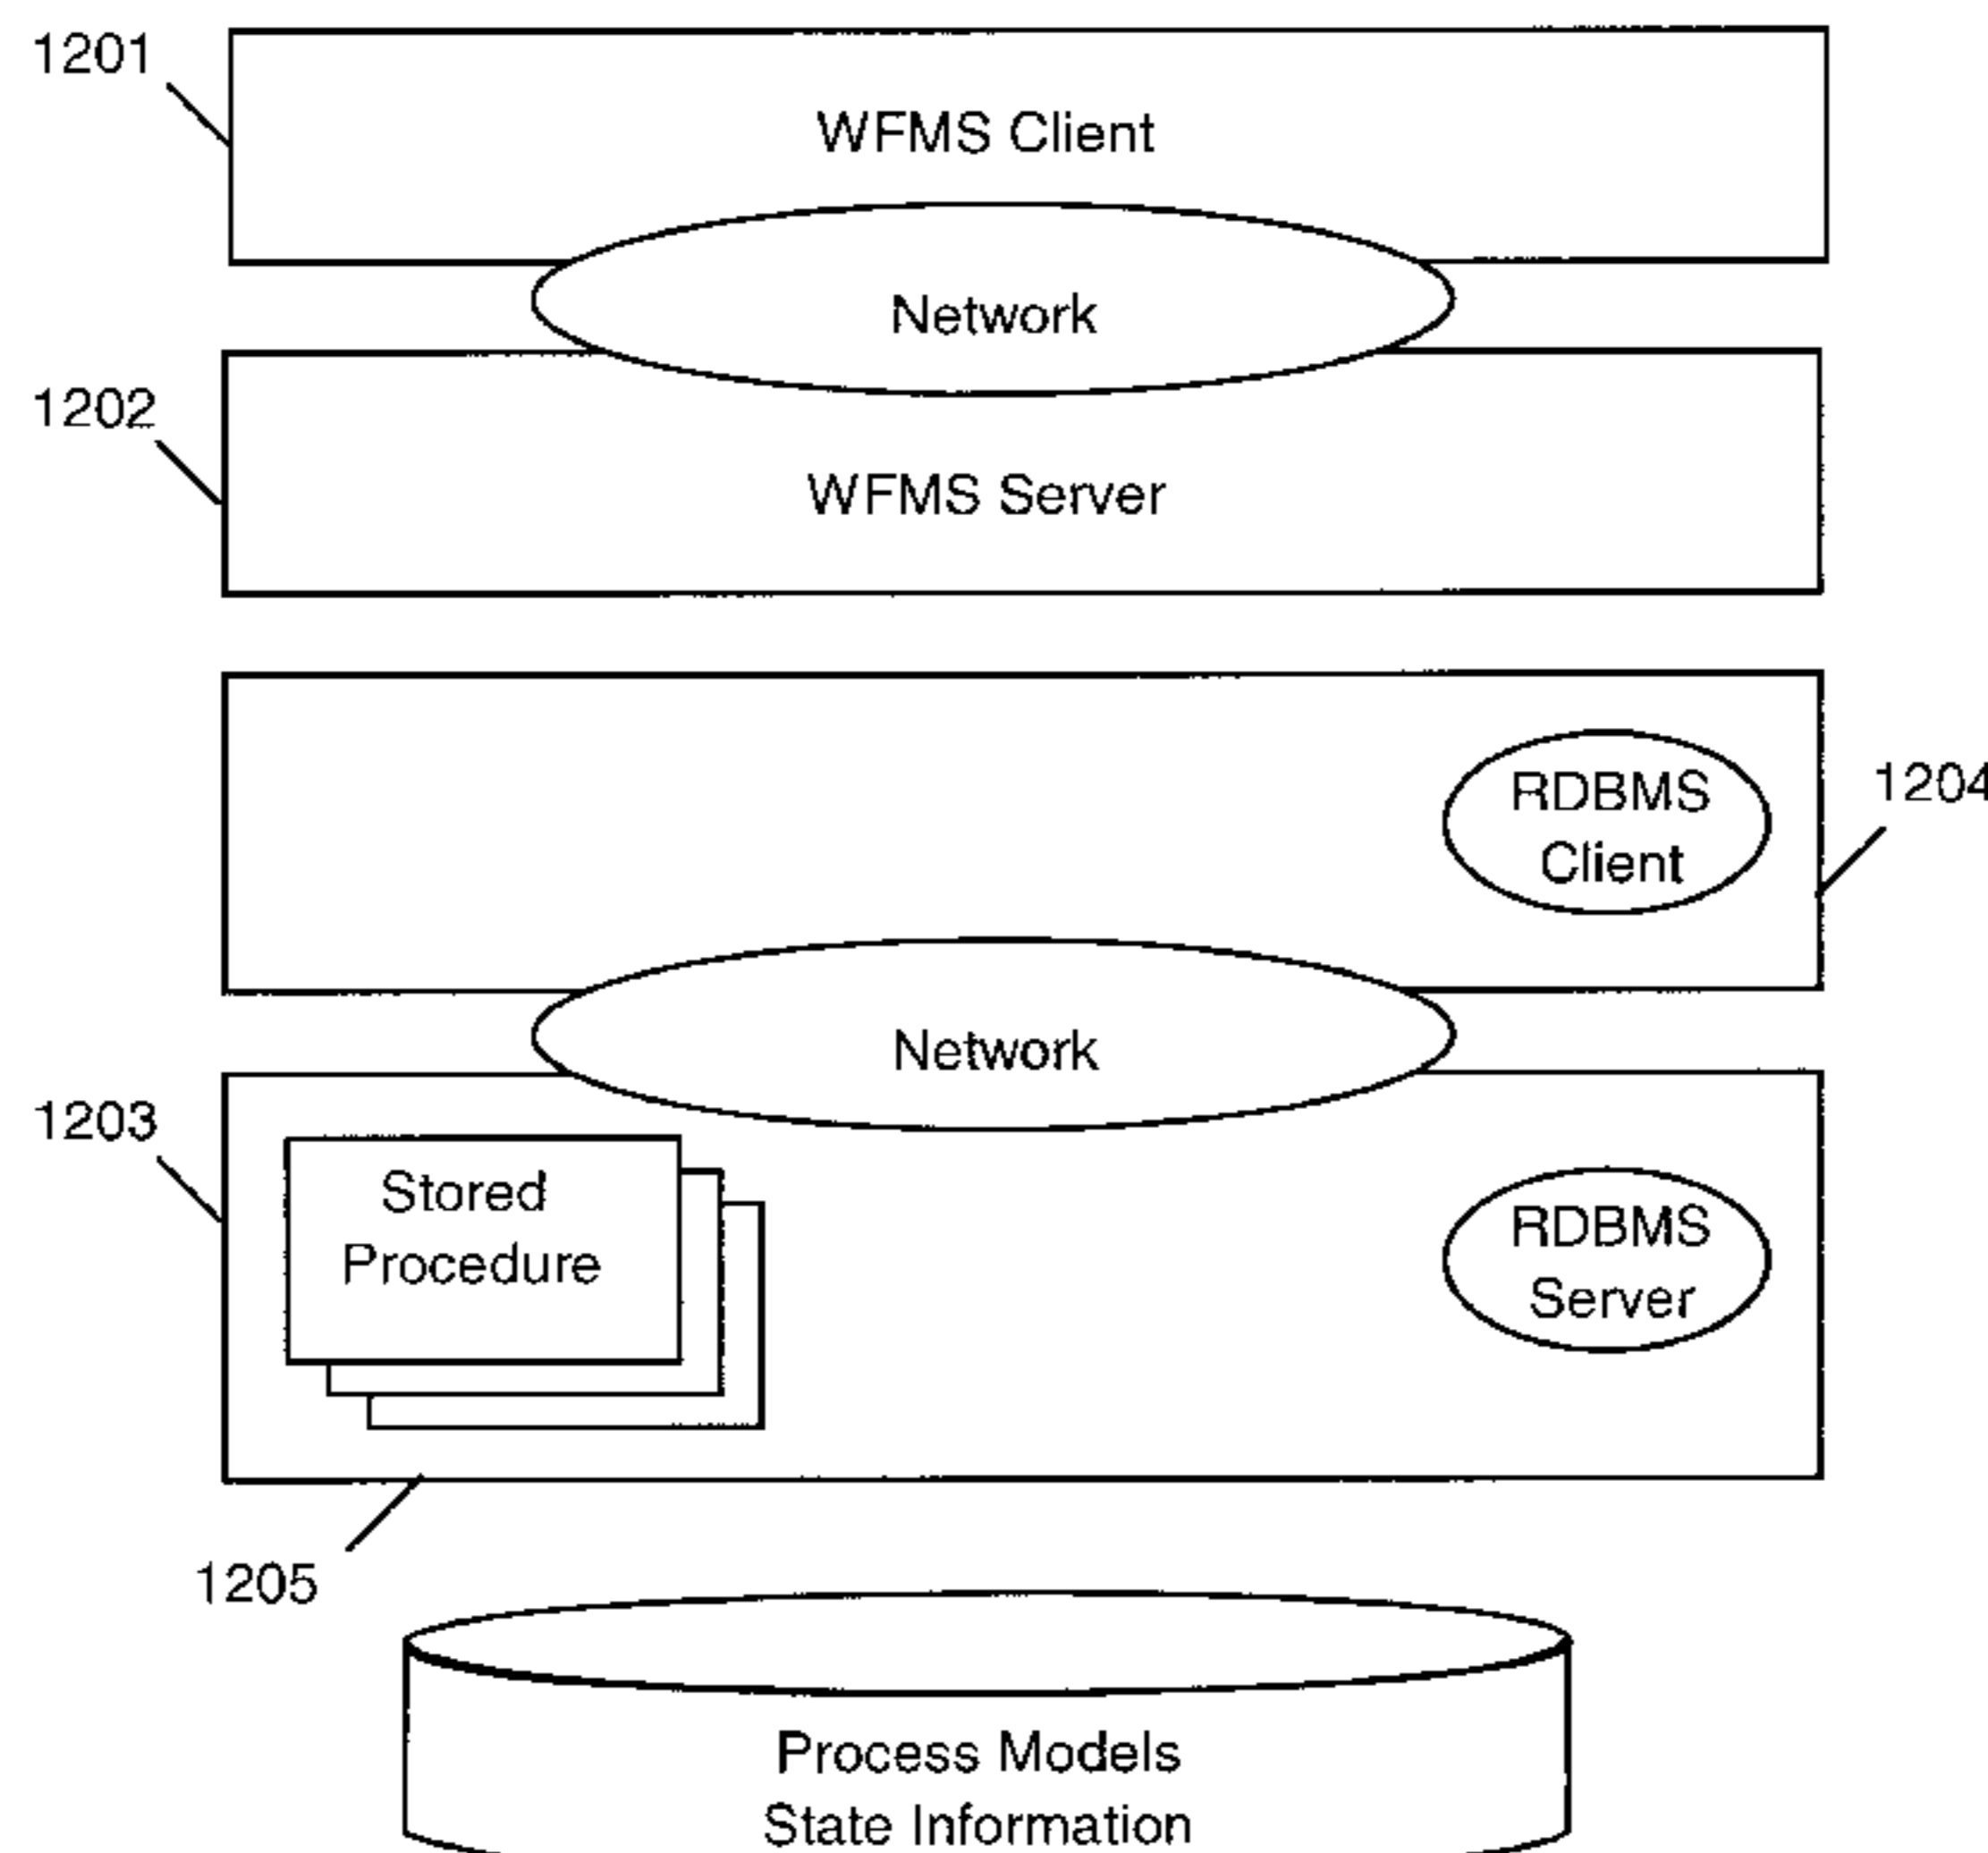 1201
WFMS Client
Network
1202
WFMS Server
RDBMS
Client
1204
Network
1203
Stored
Procedure
RDBMS
Server
1205
Process Models
State Information